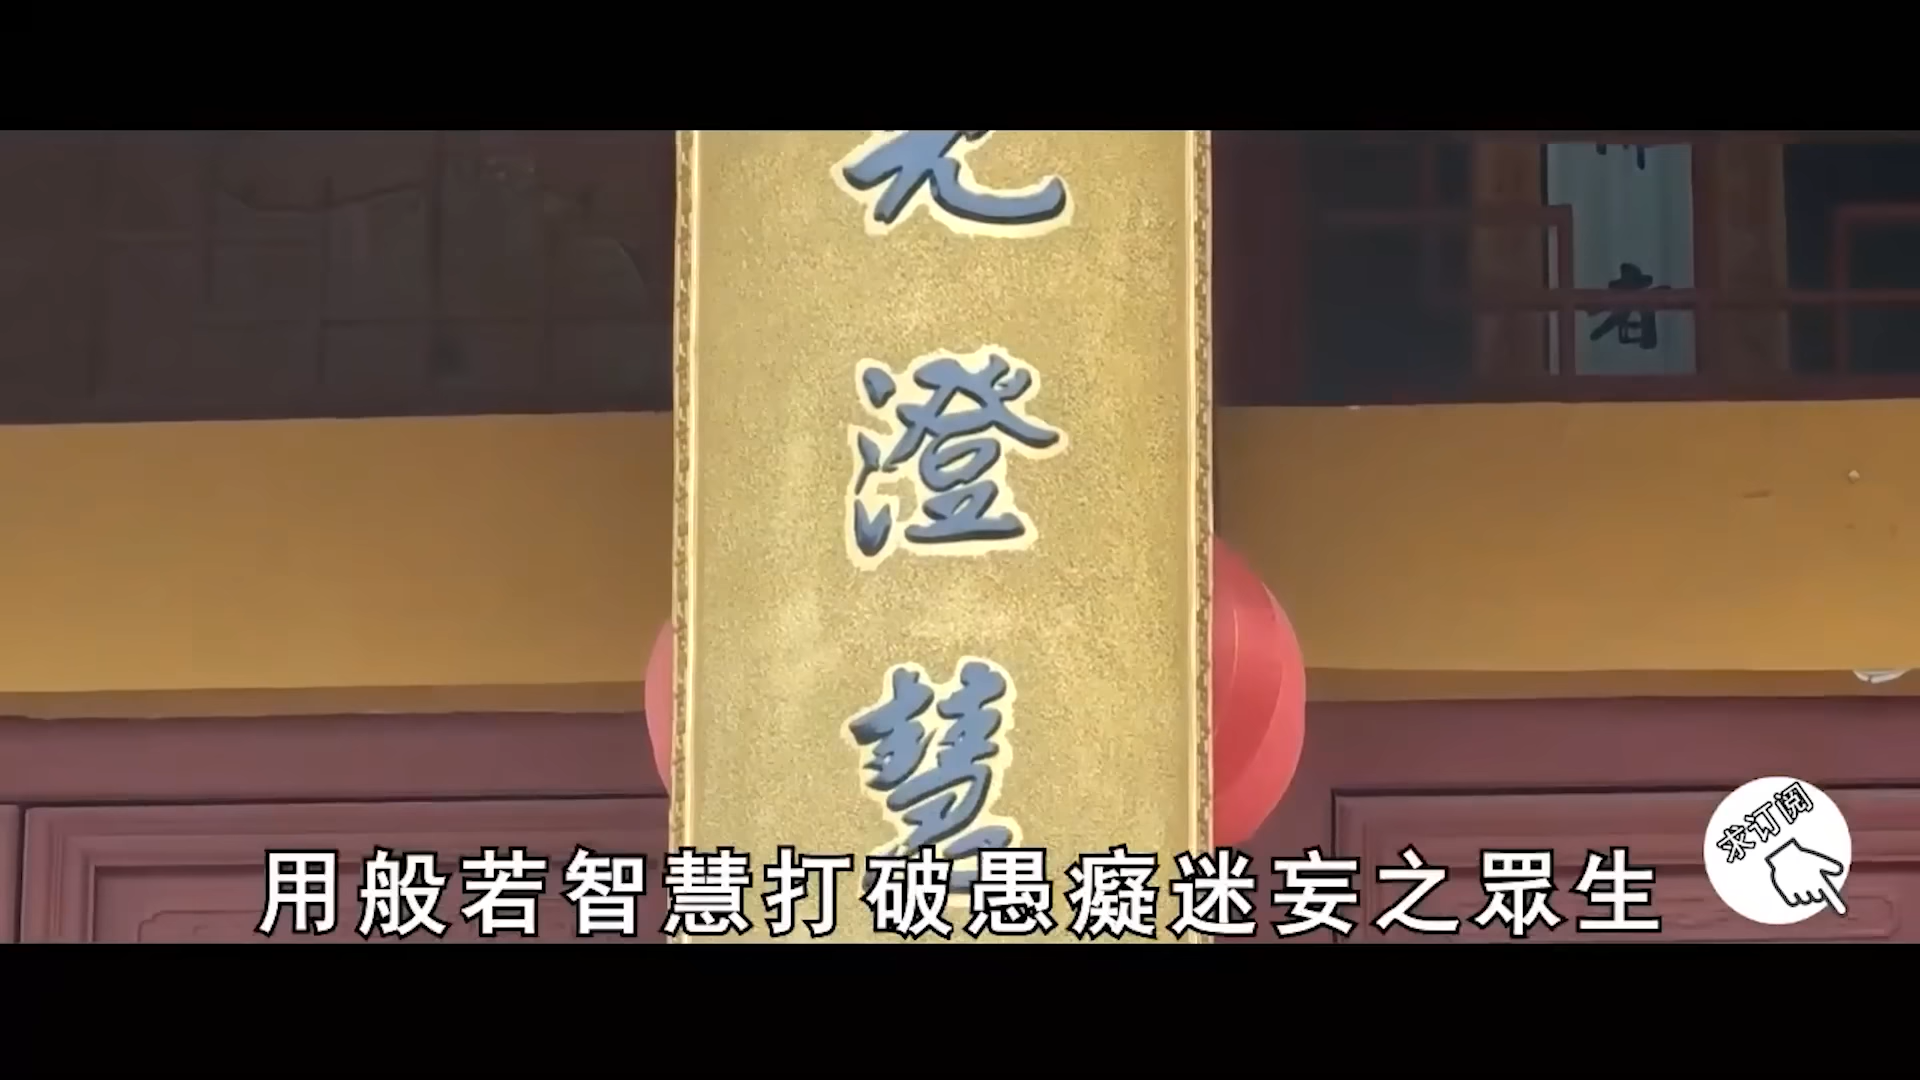 澄
慧
者
用般若智慧打破愚癡迷妄之眾生
求订阅